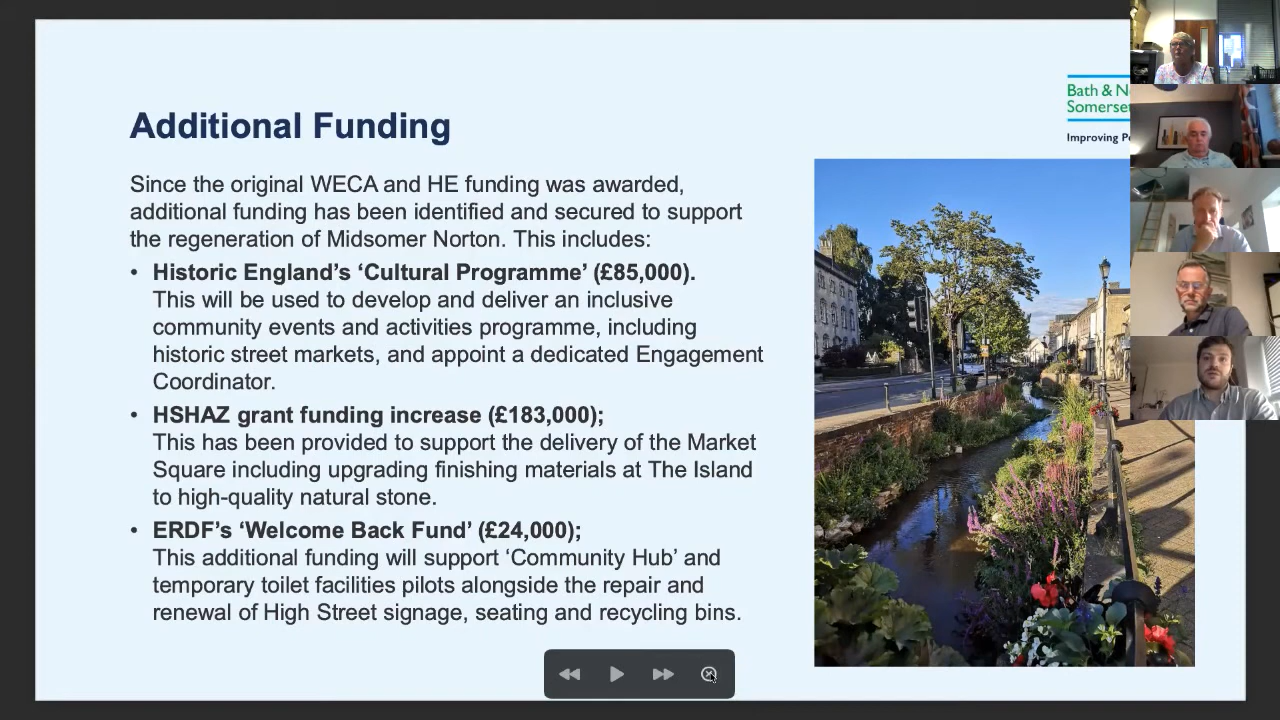 Additional Funding
Bath & N
Somerse
Improving P
Since the original WECA and HE funding was awarded,
additional funding has been identified and secured to support
the regeneration of Midsomer Norton. This includes:
• Historic England’s ‘Cultural Programme’ (£85,000).
This will be used to develop and deliver an inclusive
community events and activities programme, including
historic street markets, and appoint a dedicated Engagement
Coordinator.
• HSHAZ grant funding increase (£183,000);
This has been provided to support the delivery of the Market
Square including upgrading finishing materials at The Island
to high-quality natural stone.
• ERDF’s ‘Welcome Back Fund’ (£24,000);
This additional funding will support ‘Community Hub’ and
temporary toilet facilities pilots alongside the repair and
renewal of High Street signage, seating and recycling bins.